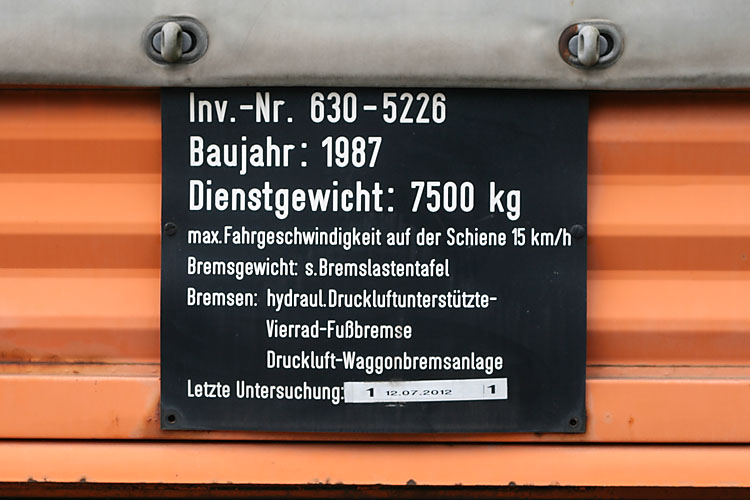 Inv.-Nr. 630-5226
Baujahr: 1987
Dienstgewicht: 7500 kg
max.Fahrgeschwindigkeit auf der Schiene 15 km/h
Bremsgewicht: s.Bremslastentafel
Bremsen: hydraul.Druckluftunterstützte-
Vierrad-Fußbremse
Druckluft-Waggonbremsanlage
Letzte Untersuchung: 1 12.07.2012 1